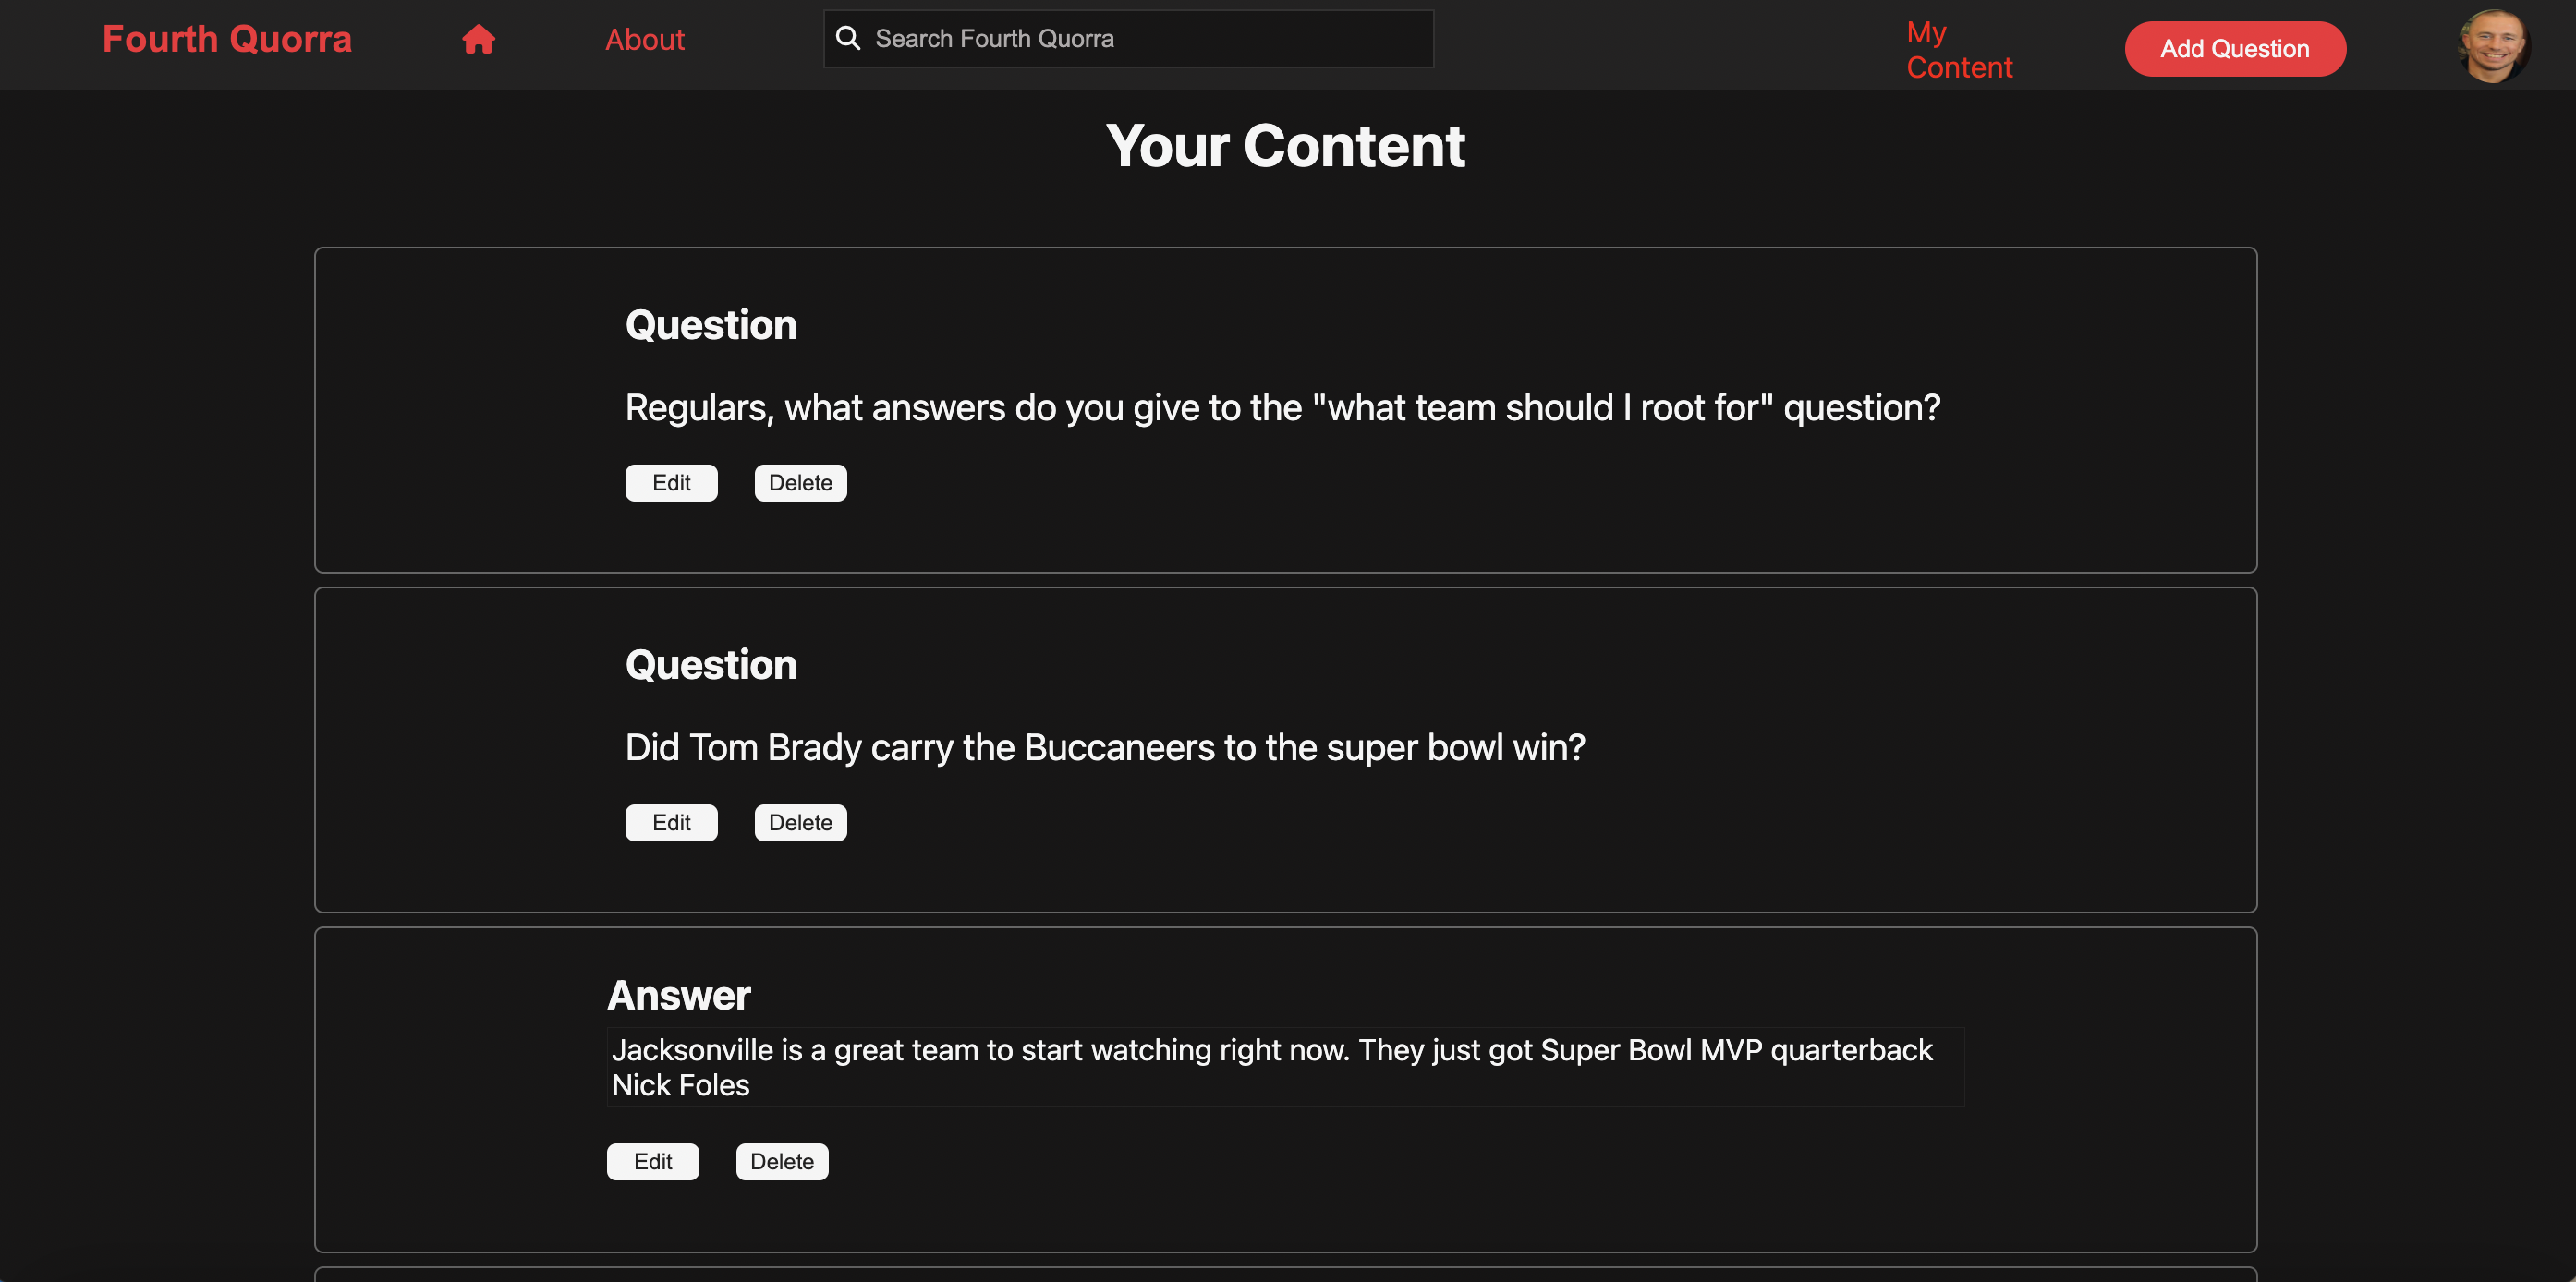 Fourth Quorra
About
Search Fourth Quorra
My
Content
Add Question
Your Content
Question
Regulars, what answers do you give to the "what team should I root for" question?
Edit Delete
Question
Did Tom Brady carry the Buccaneers to the super bowl win?
Edit Delete
Answer
Jacksonville is a great team to start watching right now. They just got Super Bowl MVP quarterback
Nick Foles
Edit Delete